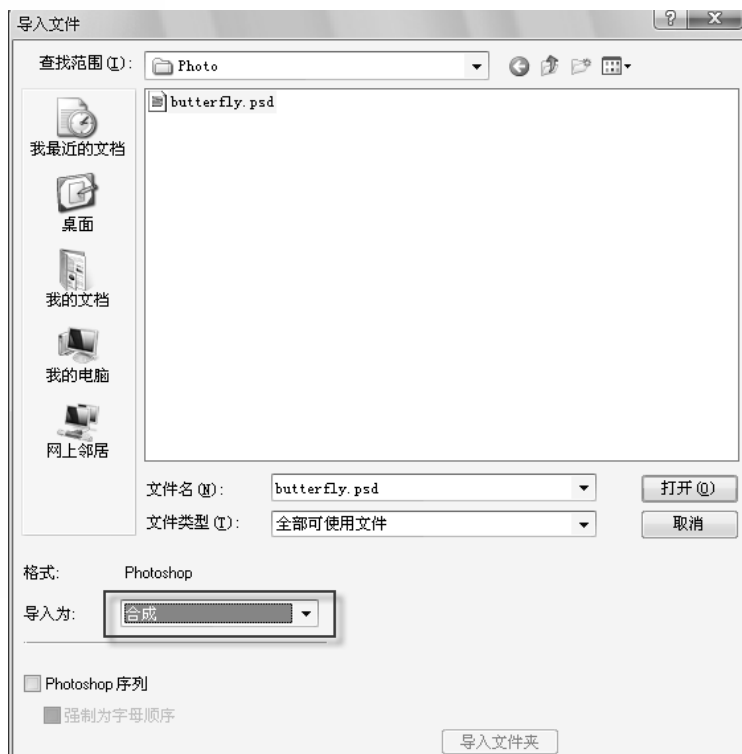 导入文件
查找范围(I):
Photo
butterfly.psd
我最近的文档
桌面
我的文档
我的电脑
网上邻居
文件名(N):
butterfly.psd
打开(O)
文件类型(T):
全部可使用文件
取消
格式:
Photoshop
导入为:
合成
Photoshop 序列
强制为字母顺序
导入文件夹